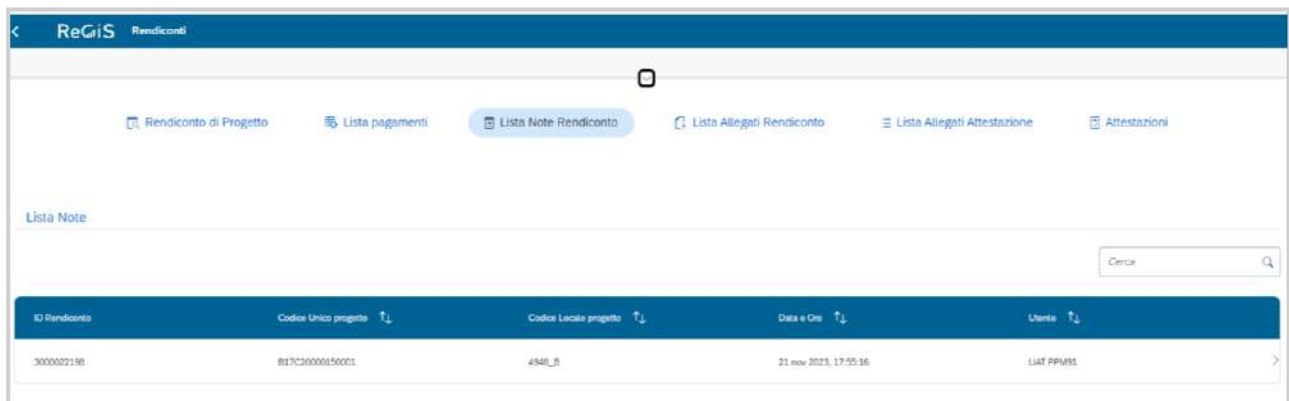 ReGiS Rendiconti
Rendiconto di Progetto Lista pagamenti Lista Note Rendiconto Lista Allegati Rendiconto Lista Allegati Attestazione Attestazioni
Lista Note
Cerca
ID Rendiconto Codice Unico progetto Codice Locale progetto Data e Ora Utente
3000022198 B17C20000150001 4948_B 21 nov 2023, 17:55:16 UAT PPM91